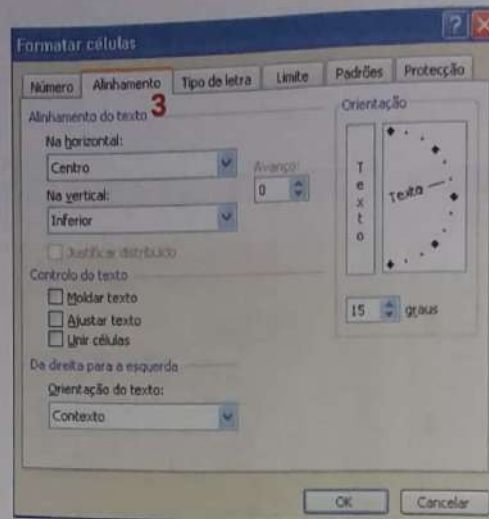 Formatar células
? X
Número Alinhamento Tipo de letra Limite Padrões Protecção
3
Alinhamento do texto
Na horizontal:
Centro
Avanço:
0
Na vertical:
Inferior
Justificar distribuído
Controlo do texto
Moldar texto
Ajustar texto
Unir células
Da direita para a esquerda
Orientação do texto:
Contexto
Orientação
Texto
Texto
15 graus
OK Cancelar